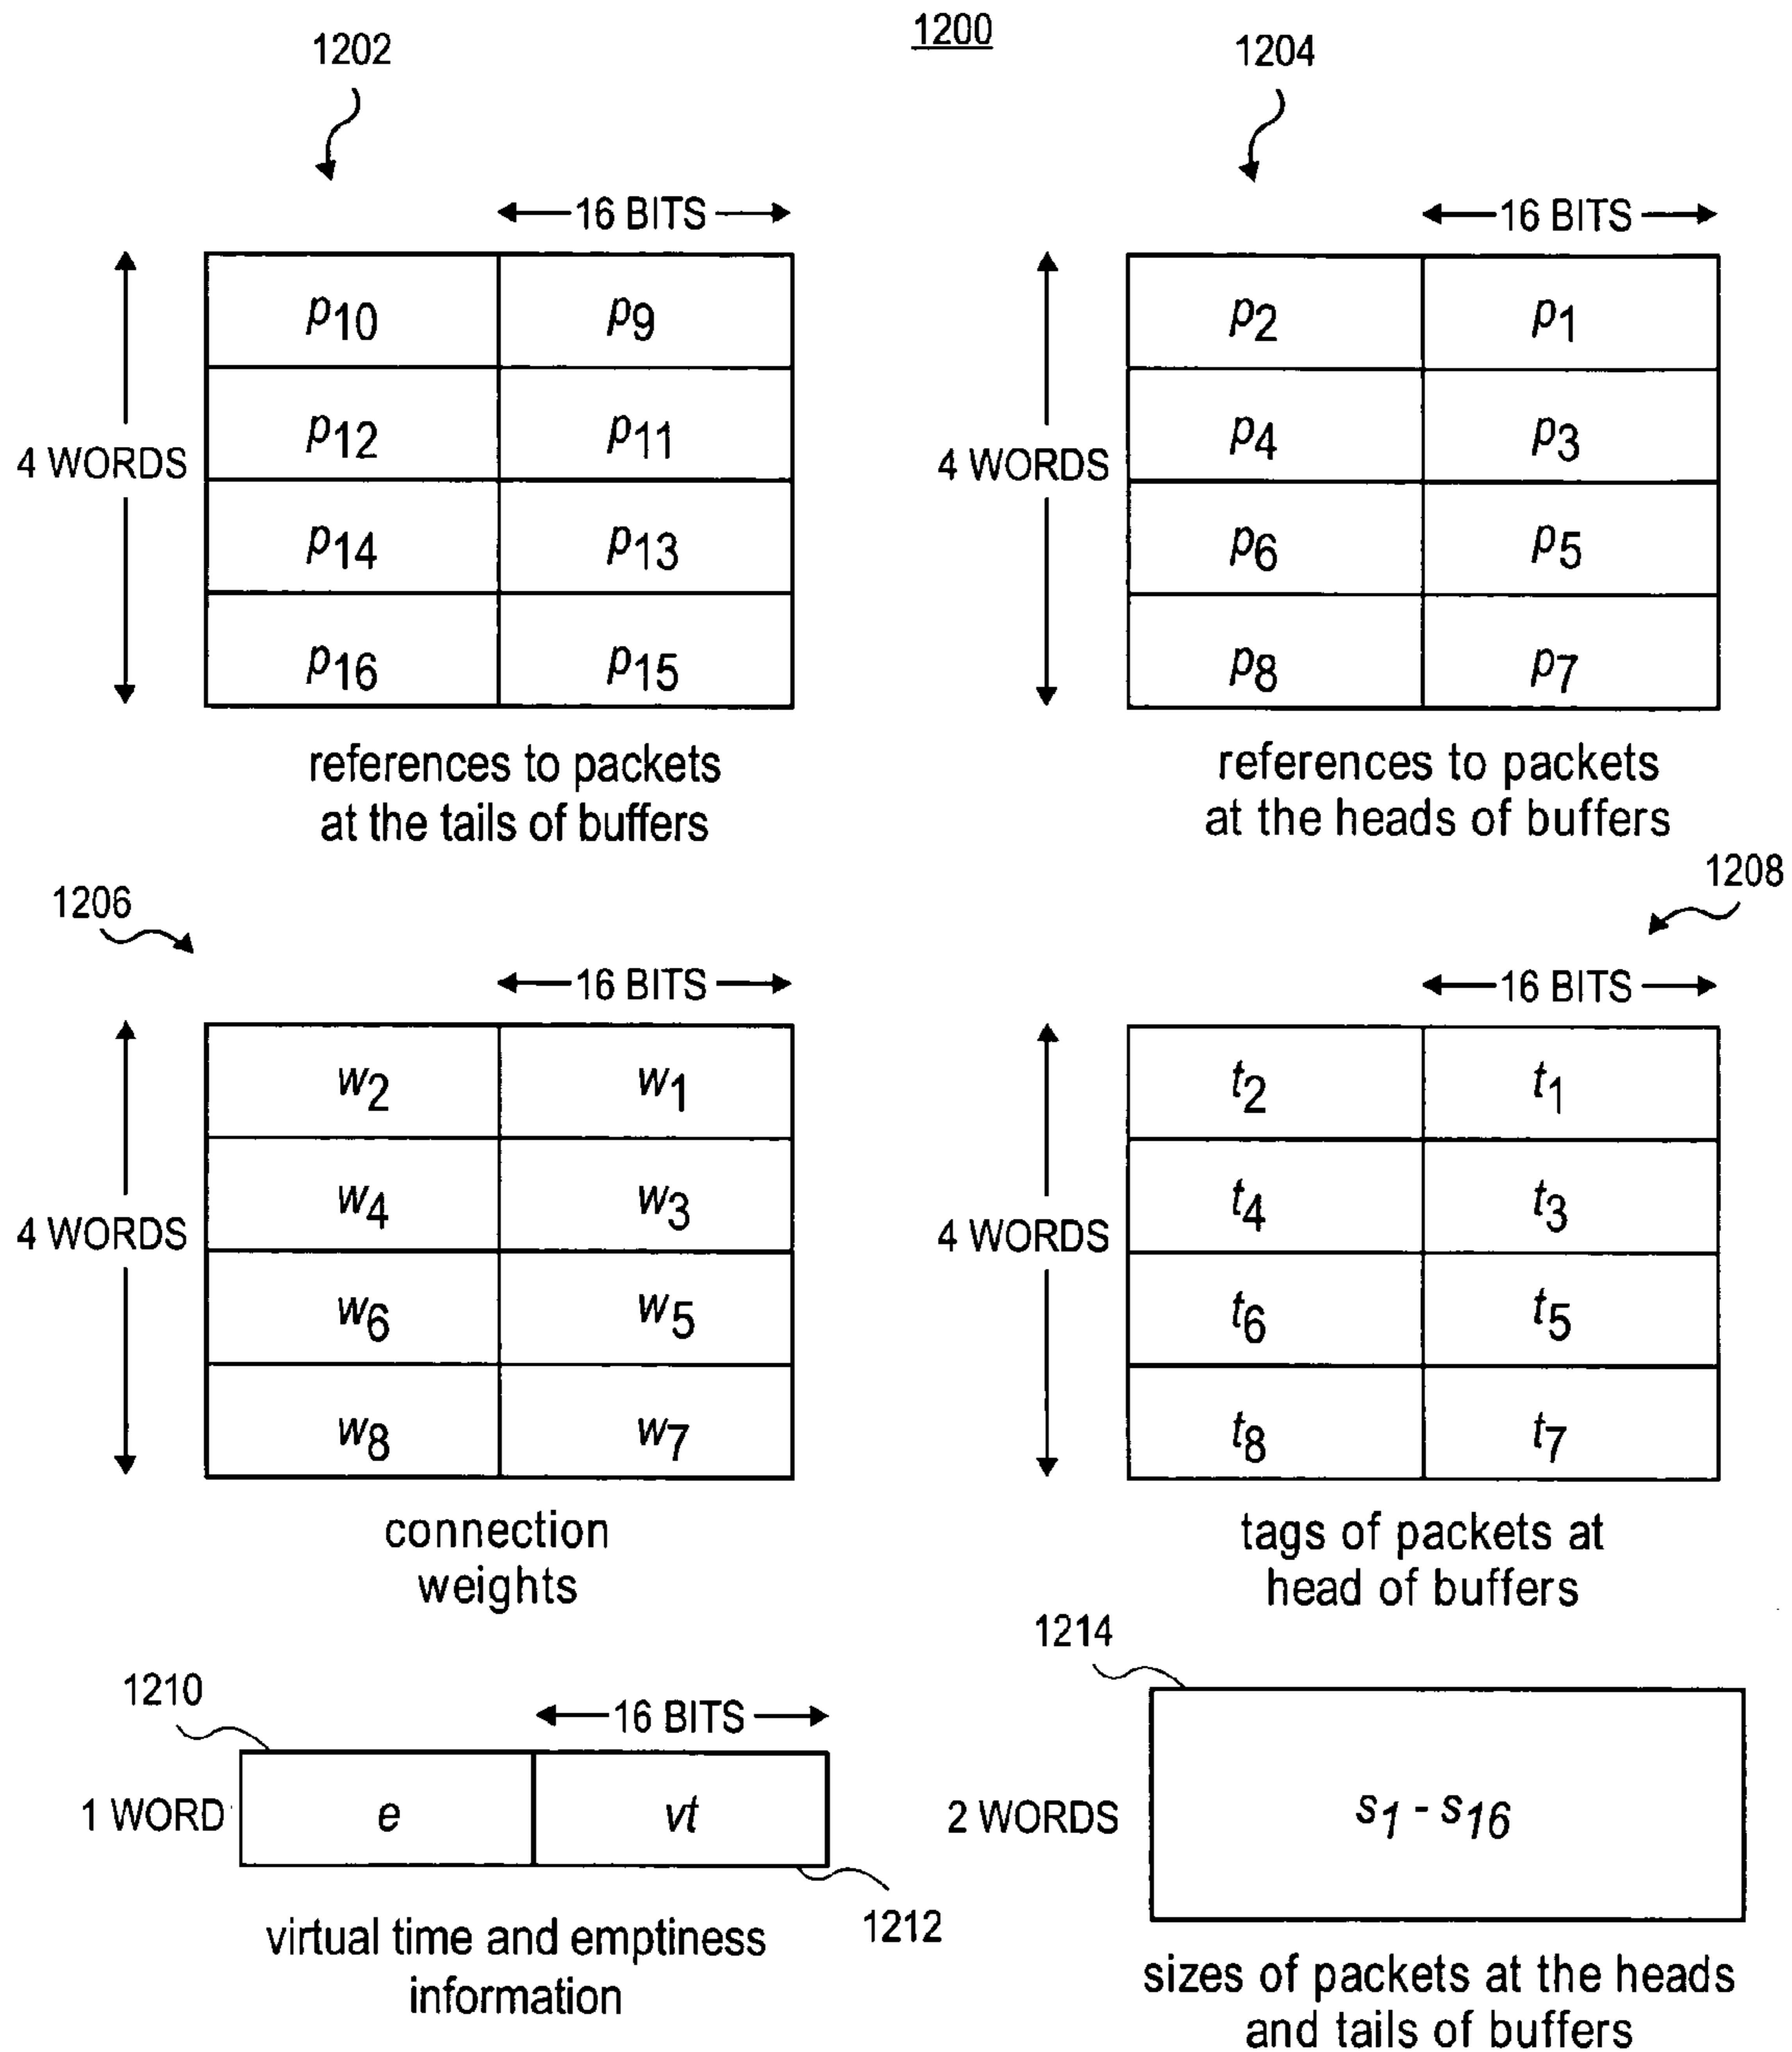 1200
1202
1204
16 BITS
16 BITS
p10 p9
p2 p1
p12 p11
p4 p3
4 WORDS
4 WORDS
p14 p13
p6 p5
p16 p15
p8 p7
references to packets
at the tails of buffers
references to packets
at the heads of buffers
1206
1208
16 BITS
16 BITS
w2 w1
t2 t1
w4 w3
t4 t3
4 WORDS
4 WORDS
w6 w5
t6 t5
w8 w7
t8 t7
connection
weights
tags of packets at
head of buffers
1210
1214
16 BITS
1 WORD
e vt
2 WORDS
s1 - s16
1212
virtual time and emptiness
information
sizes of packets at the heads
and tails of buffers